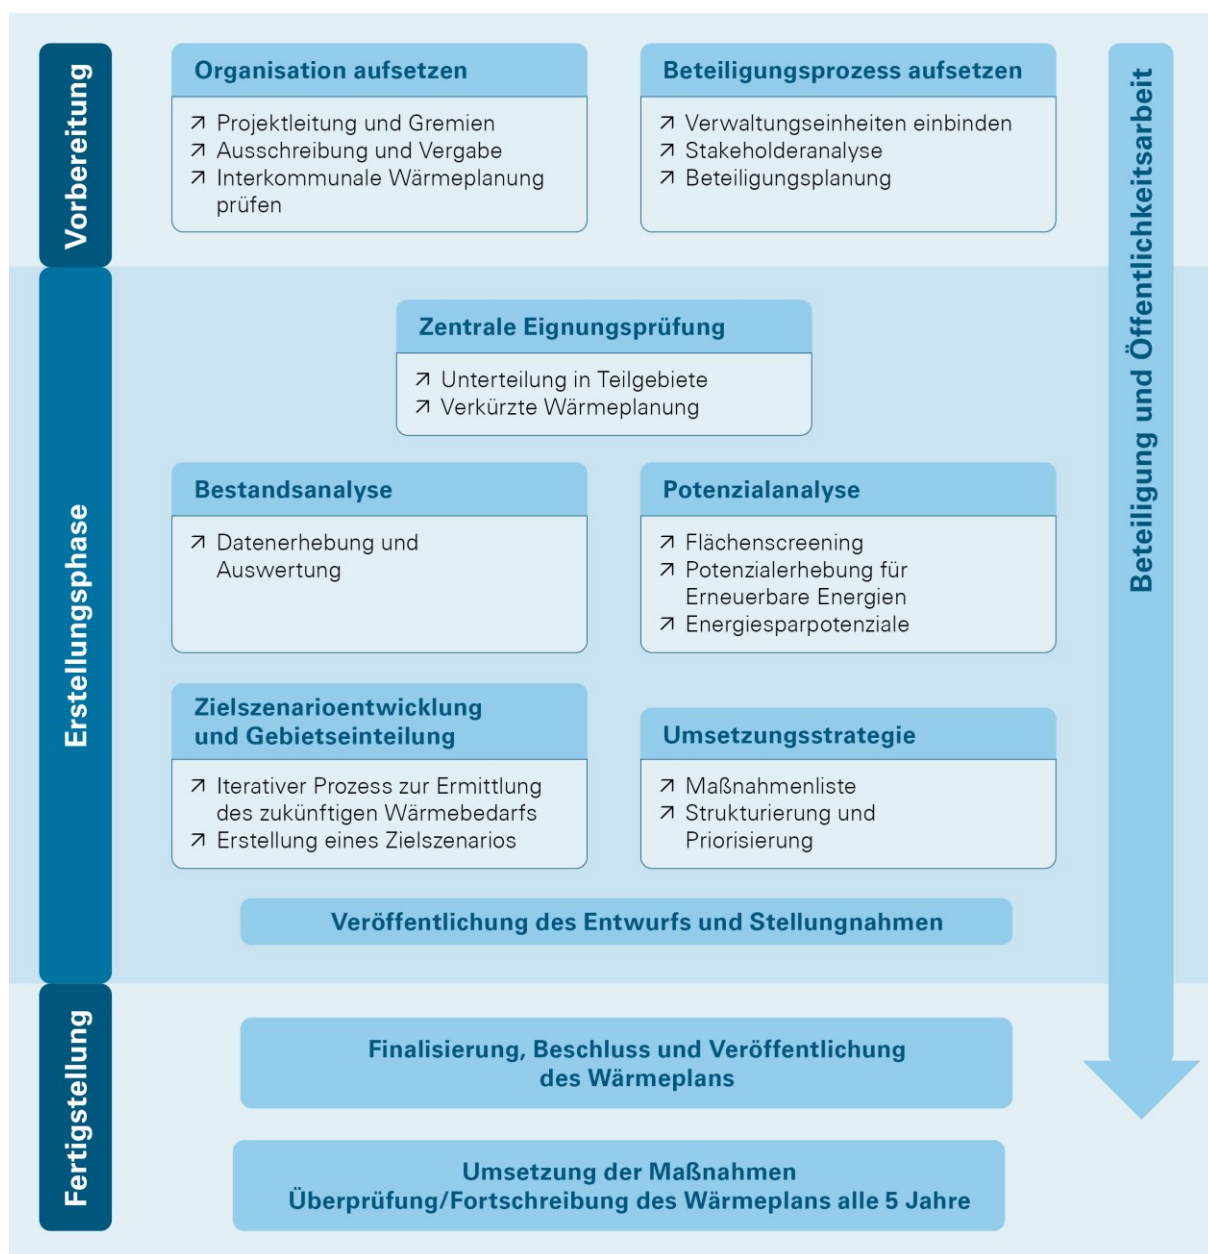 Vorbereitung
Organisation aufsetzen
↗ Projektleitung und Gremien
↗ Ausschreibung und Vergabe
↗ Interkommunale Wärmeplanung
prüfen
Beteiligungsprozess aufsetzen
↗ Verwaltungseinheiten einbinden
↗ Stakeholderanalyse
↗ Beteiligungsplanung
Beteiligung und Öffentlichkeitsarbeit
Erstellungsphase
Zentrale Eignungsprüfung
↗ Unterteilung in Teilgebiete
↗ Verkürzte Wärmeplanung
Bestandsanalyse
↗ Datenerhebung und
Auswertung
Potenzialanalyse
↗ Flächenscreening
↗ Potenzialerhebung für
Erneuerbare Energien
↗ Energiesparpotenziale
Zielszenarioentwicklung
und Gebietseinteilung
↗ Iterativer Prozess zur Ermittlung
des zukünftigen Wärmebedarfs
↗ Erstellung eines Zielszenarios
Umsetzungsstrategie
↗ Maßnahmenliste
↗ Strukturierung und
Priorisierung
Veröffentlichung des Entwurfs und Stellungnahmen
Fertigstellung
Finalisierung, Beschluss und Veröffentlichung
des Wärmeplans
Umsetzung der Maßnahmen
Überprüfung/Fortschreibung des Wärmeplans alle 5 Jahre